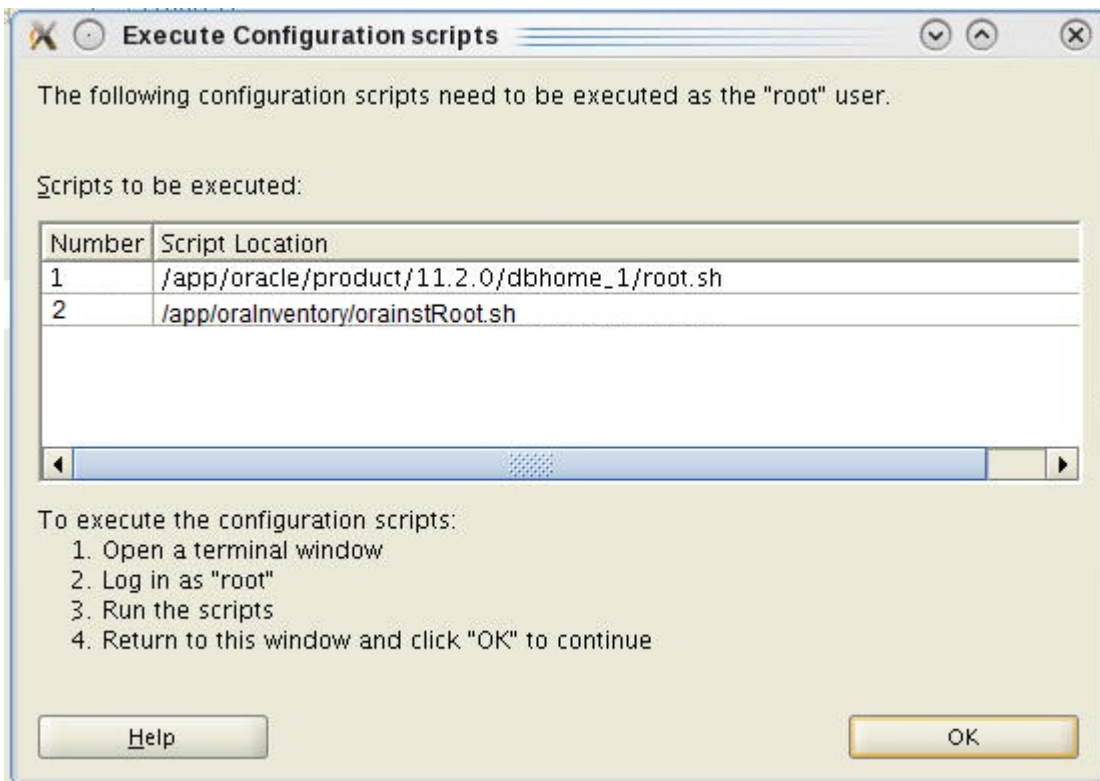 Execute Configuration scripts
The following configuration scripts need to be executed as the "root" user.
Scripts to be executed:
Number Script Location
1 /app/oracle/product/11.2.0/dbhome_1/root.sh
2 /app/oraInventory/orainstRoot.sh
To execute the configuration scripts:
1. Open a terminal window
2. Log in as "root"
3. Run the scripts
4. Return to this window and click "OK" to continue
Help OK